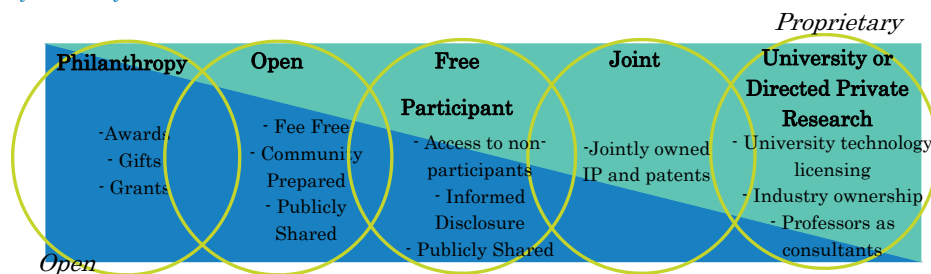 Proprietary
Philanthropy
-Awards
- Gifts
- Grants
Open
- Fee Free
- Community
Prepared
- Publicly
Shared
Free
Participant
- Access to non-
participants
- Informed
Disclosure
- Publicly Shared
Joint
-Jointly owned
IP and patents
University or
Directed Private
Research
- University technology
licensing
- Industry ownership
- Professors as
consultants
Open